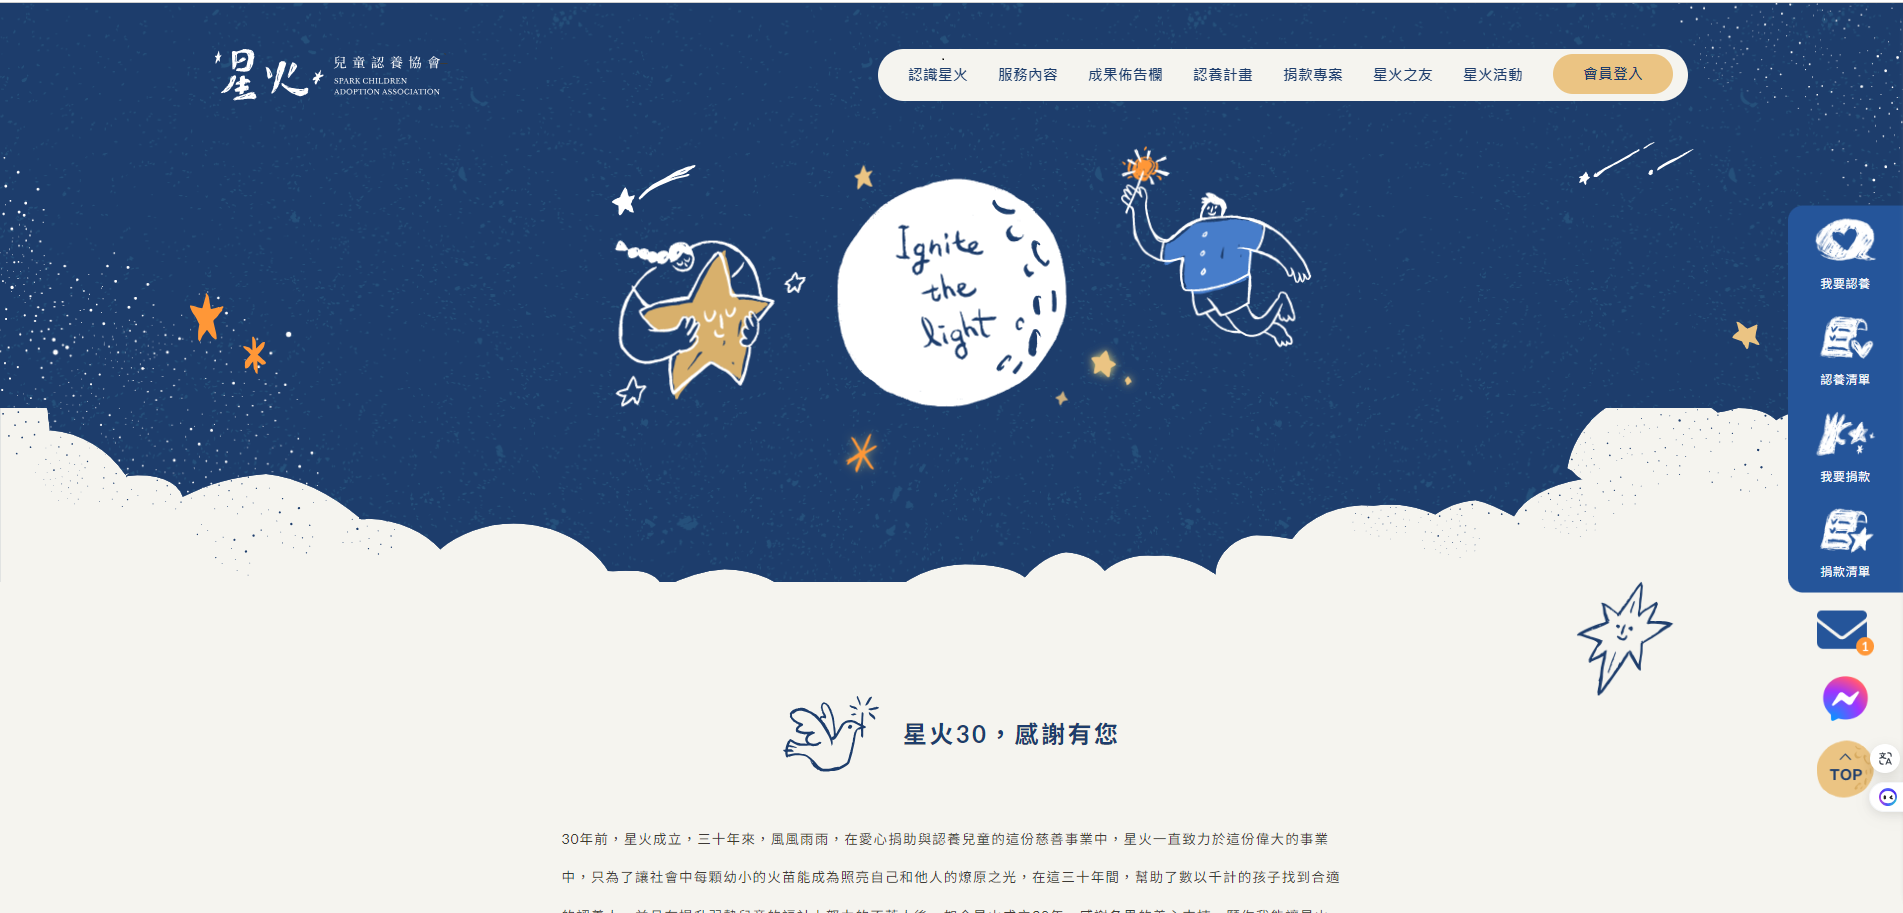 星火
兒童認養協會
SPARK CHILDREN
ADOPTION ASSOCIATION
認識星火 服務內容 成果佈告欄 認養計畫 捐款專案 星火之友 星火活動 會員登入
Ignite
the
light
我要認養
認養清單
我要捐款
捐款清單
1
TOP
星火30,感謝有您
30年前,星火成立,三十年來,風風雨雨,在愛心捐助與認養兒童的這份慈善事業中,星火一直致力於這份偉大的事業
中,只為了讓社會中每顆幼小的火苗能成為照亮自己和他人的燎原之光,在這三十年間,幫助了數以千計的孩子找到合適